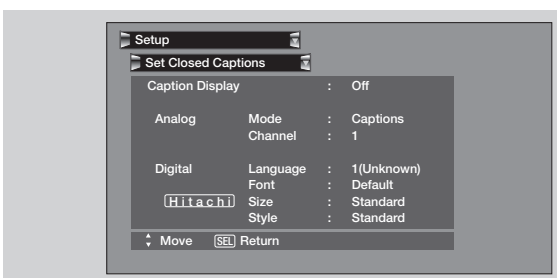 Setup
Set Closed Captions
Caption Display : Off
Analog Mode : Captions
Channel : 1
Digital Language : 1(Unknown)
Font : Default
Hitachi Size : Standard
Style : Standard
Move SEL Return